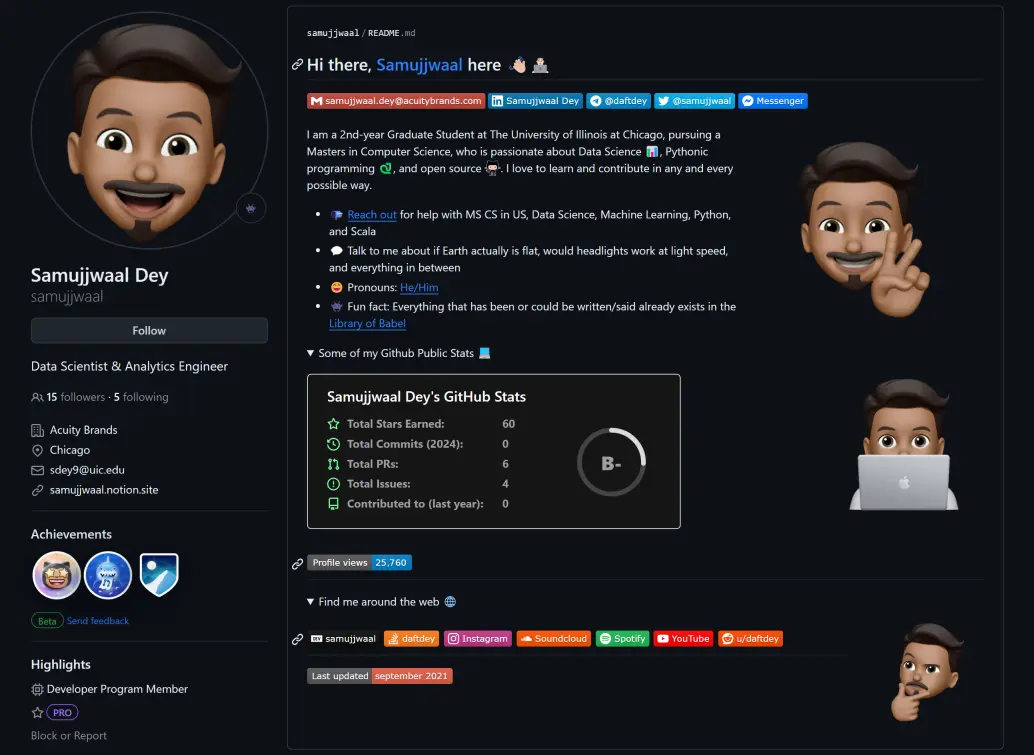 Samujjwaal Dey
samujjwaal
Follow
Data Scientist & Analytics Engineer
15 followers · 5 following
Acuity Brands
Chicago
sdey9@uic.edu
samujjwaal.notion.site
Achievements
Beta Send feedback
Highlights
Developer Program Member
PRO
Block or Report
samujjwaal/README.md
Hi there, Samujjwaal here
samujjwaal.dey@acuitybrands.com Samujjwaal Dey @daftdey @samujjwaal Messenger
I am a 2nd-year Graduate Student at The University of Illinois at Chicago, pursuing a
Masters in Computer Science, who is passionate about Data Science 📊, Pythonic
programming, and open source. I love to learn and contribute in any and every
possible way.
• Reach out for help with MS CS in US, Data Science, Machine Learning, Python,
and Scala
• 💬 Talk to me about if Earth actually is flat, would headlights work at light speed,
and everything in between
• 😄 Pronouns: He/Him
• 👾 Fun fact: Everything that has been or could be written/said already exists in the
Library of Babel
▼ Some of my Github Public Stats 💻
Samujjwaal Dey's GitHub Stats
Total Stars Earned: 60
Total Commits (2024): 0
Total PRs: 6
Total Issues: 4
Contributed to (last year): 0
B-
Profile views 25,760
▼ Find me around the web 🌐
DEV samujjwaal daftdey Instagram Soundcloud Spotify YouTube u/daftdey
Last updated september 2021